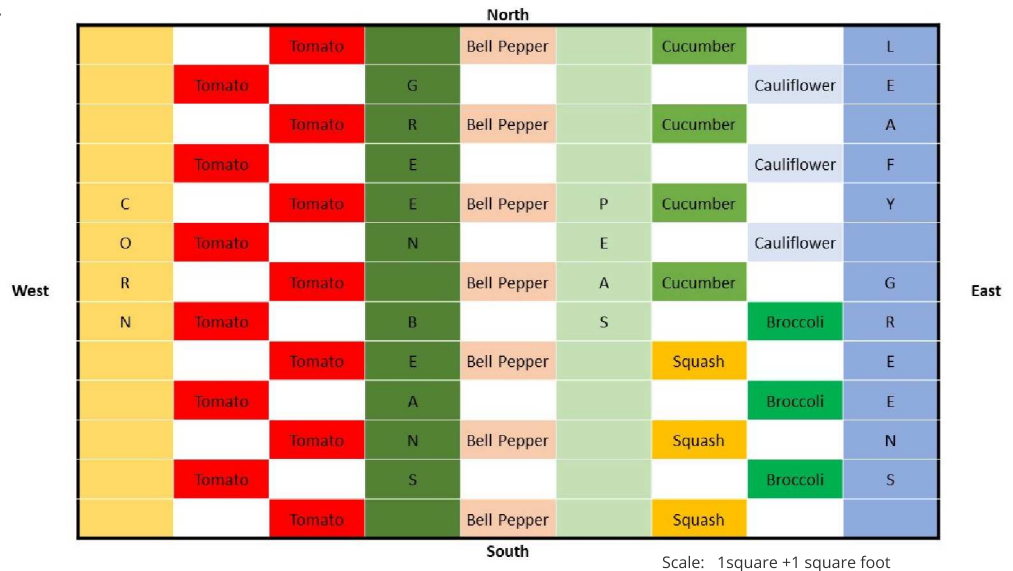 North
Tomato Bell Pepper Cucumber L
Tomato G Cauliflower E
Tomato R Bell Pepper Cucumber A
Tomato E Cauliflower F
C Tomato E Bell Pepper P Cucumber Y
O Tomato N E Cauliflower
West R Tomato Bell Pepper A Cucumber G East
N Tomato B S Broccoli R
Tomato E Bell Pepper Squash E
Tomato A Broccoli E
Tomato N Bell Pepper Squash N
Tomato S Broccoli S
Tomato Bell Pepper Squash
South
Scale: 1square +1 square foot